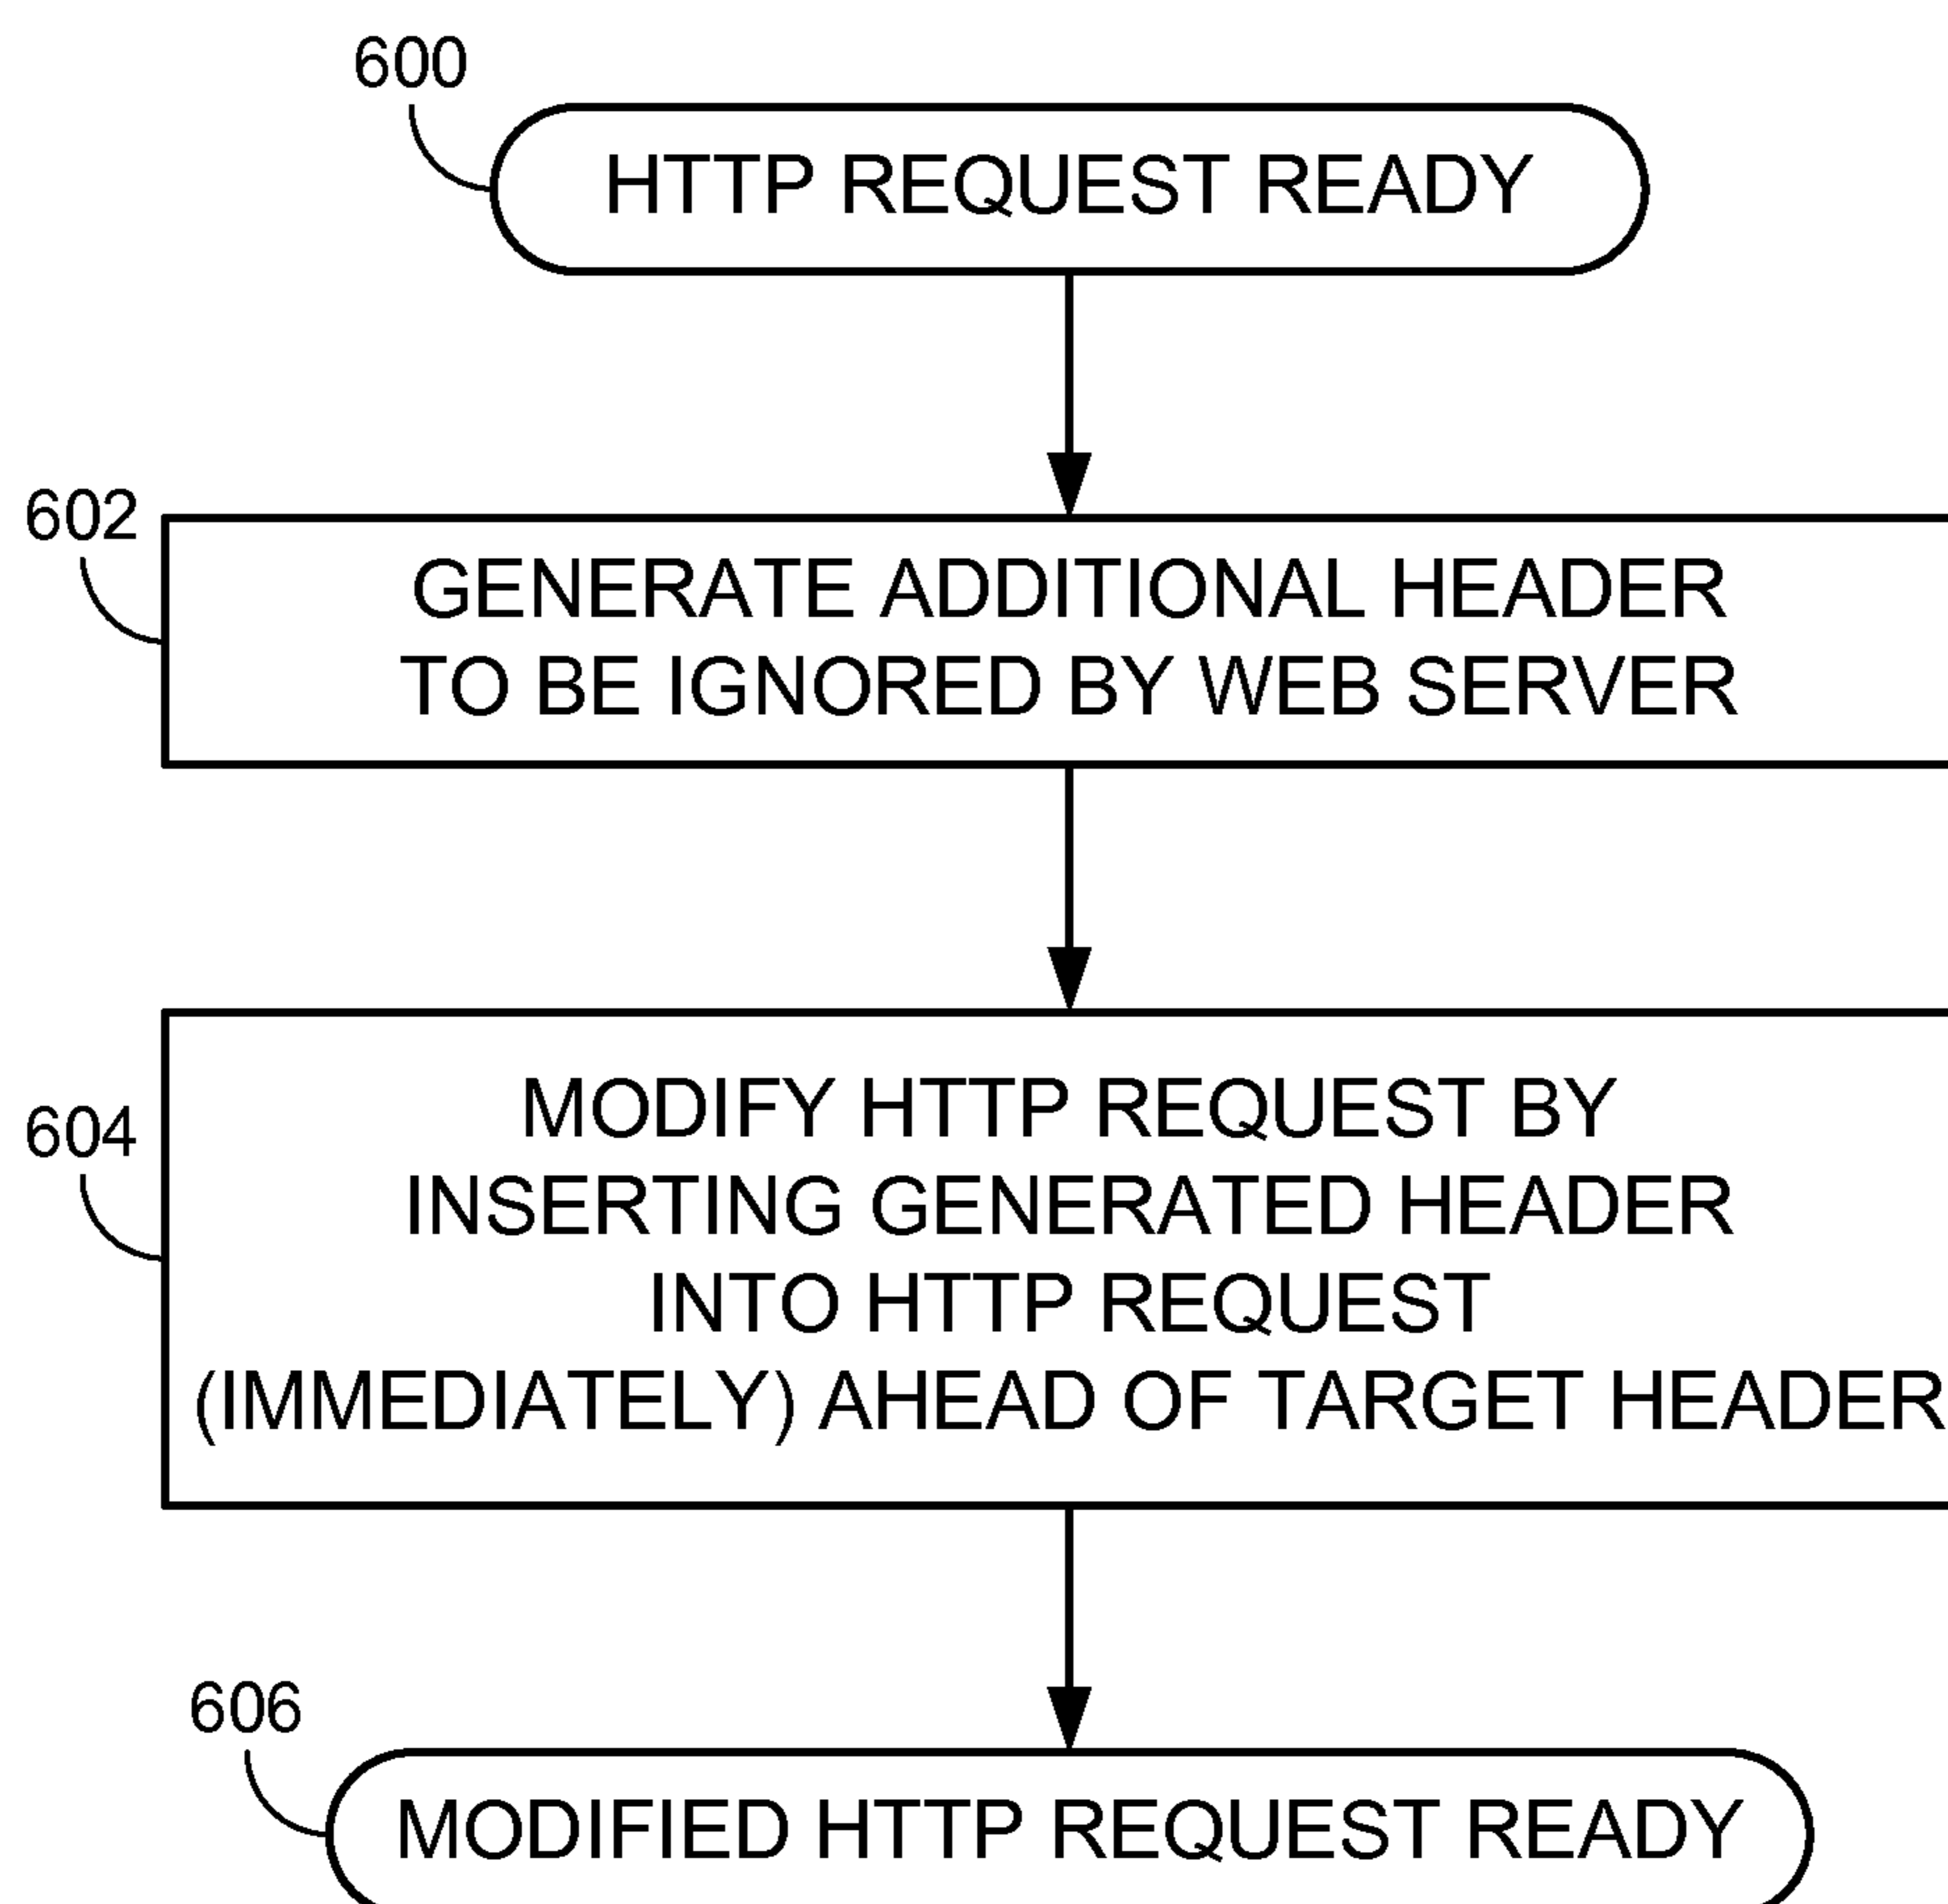 600
HTTP REQUEST READY
602
GENERATE ADDITIONAL HEADER
TO BE IGNORED BY WEB SERVER
604
MODIFY HTTP REQUEST BY
INSERTING GENERATED HEADER
INTO HTTP REQUEST
(IMMEDIATELY) AHEAD OF TARGET HEADER
606
MODIFIED HTTP REQUEST READY